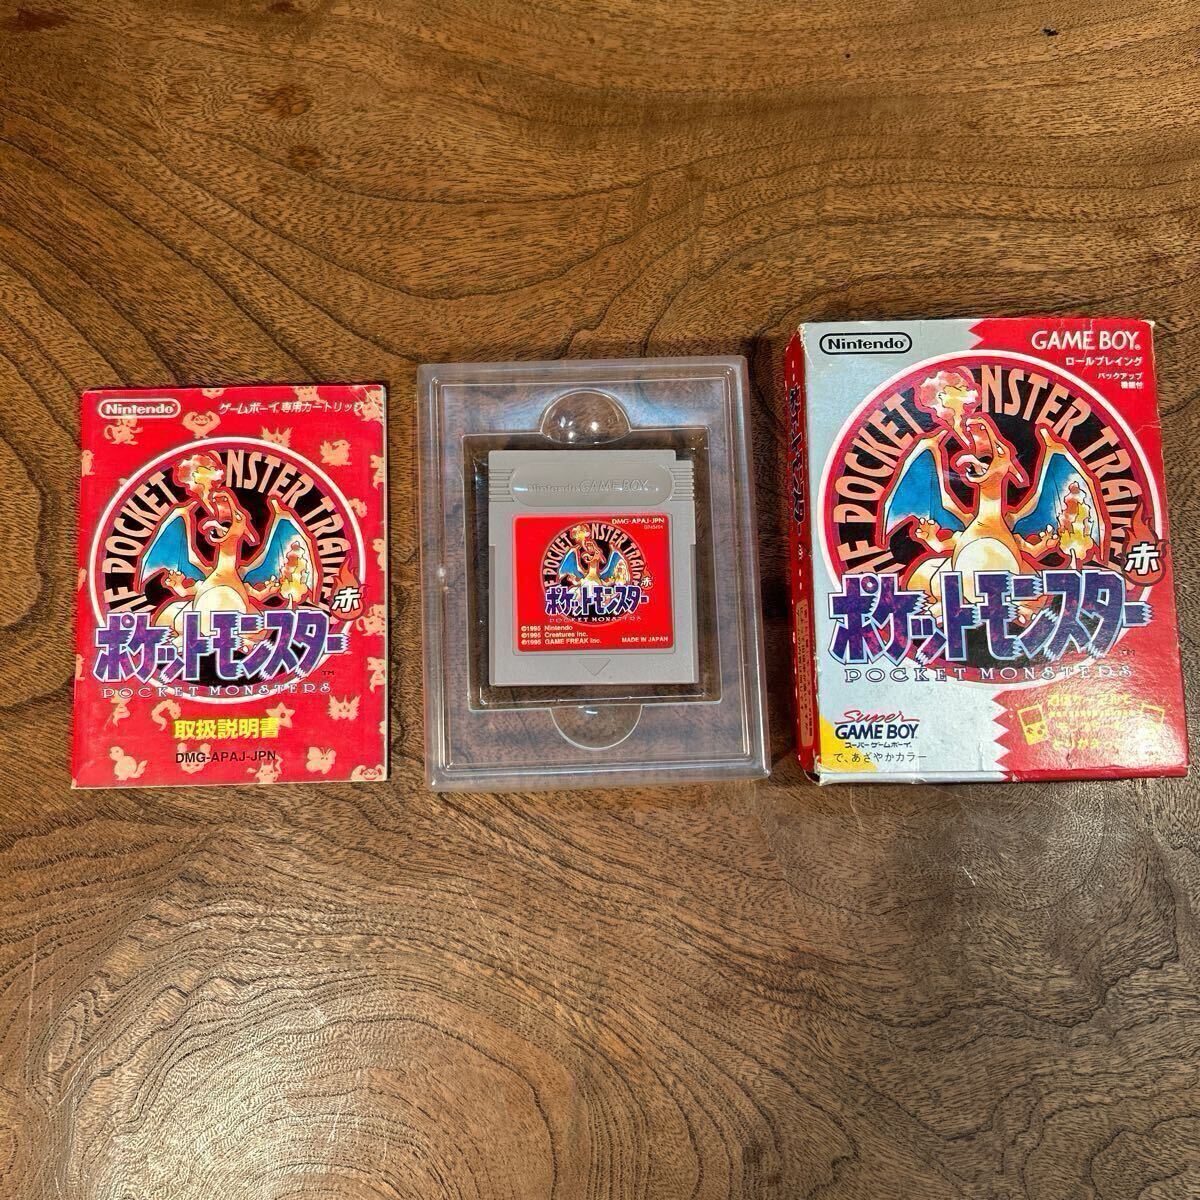 Nintendo
ゲームボーイ専用カートリッジ
THE POCKET MONSTER TRAINER
赤
ポケットモンスター
POCKET MONSTERS
TM
取扱説明書
DMG-APAJ-JPN
Nintendo GAME BOY
DMG-APAJ-JPN
POCKET MONSTER TRAINER
赤
ポケットモンスター
POCKET MONSTERS
©1995 Nintendo
©1995 Creatures Inc.
©1995 GAME FREAK Inc.
MADE IN JAPAN
Nintendo®
GAME BOY®
ロールプレイング
バックアップ
機能付
THE POCKET MONSTER TRAINER
赤
ポケットモンスター
TM
POCKET MONSTERS
Super
GAME BOY
スーパーゲームボーイ
で、あざやかカラー